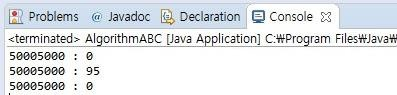 Problems @ Javadoc Declaration Console
<terminated> AlgorithmABC [Java Application] C:₩Program Files₩Java₩
50005000 : 0
50005000 : 95
50005000 : 0